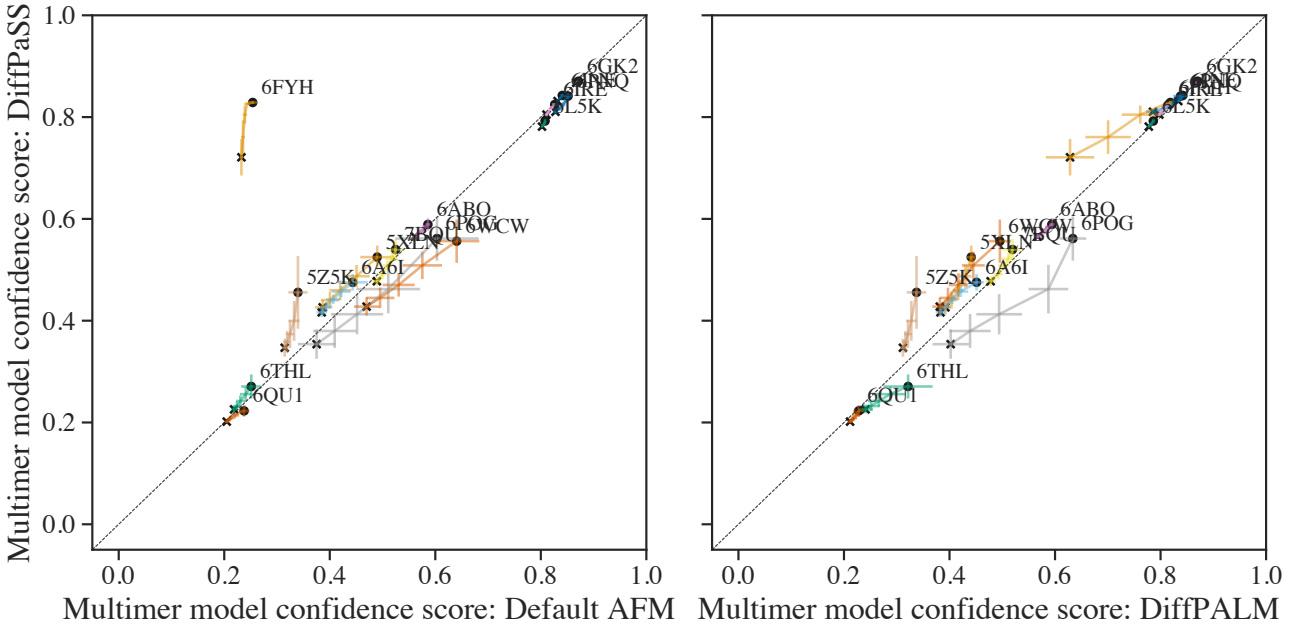 Multimer model confidence score: DiffPaSS
1.0
0.8
0.6
0.4
0.2
0.0
6FYH
6GK2
6L5K
6ABO
6POG
6WCW
7BQU
5XLN
6A6I
5Z5K
6THL
6QU1
0.0 0.2 0.4 0.6 0.8 1.0
Multimer model confidence score: Default AFM
6GK2
6L5K
6ABO
6POG
6WCW
7BQU
5XLN
6A6I
5Z5K
6THL
6QU1
0.0 0.2 0.4 0.6 0.8 1.0
Multimer model confidence score: DiffPALM